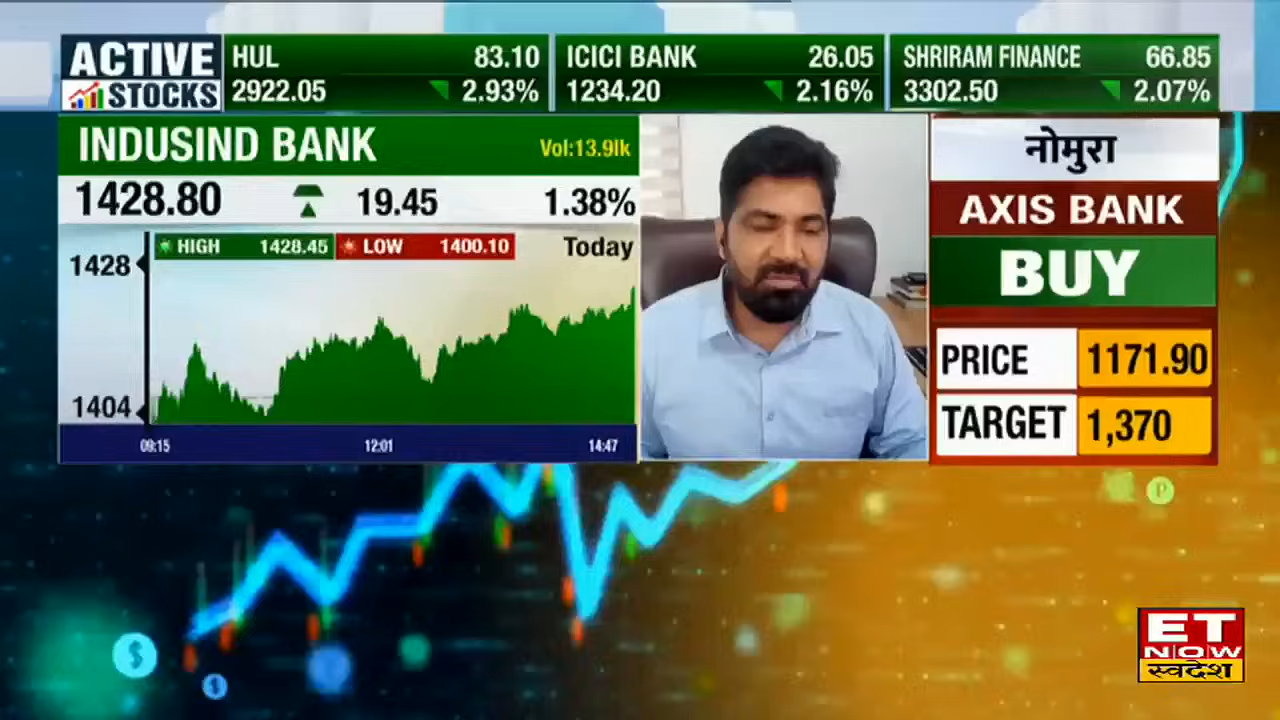 ACTIVE STOCKS
HUL 83.10
2922.05 2.93%
ICICI BANK 26.05
1234.20 2.16%
SHRIRAM FINANCE 66.85
3302.50 2.07%
INDUSIND BANK Vol:13.9lk
1428.80 19.45 1.38%
HIGH 1428.45 LOW 1400.10 Today
1428
1404
09:15 12:01 14:47
नोमुरा
AXIS BANK
BUY
PRICE 1171.90
TARGET 1,370
$
P
ET
NOW
स्वदेश